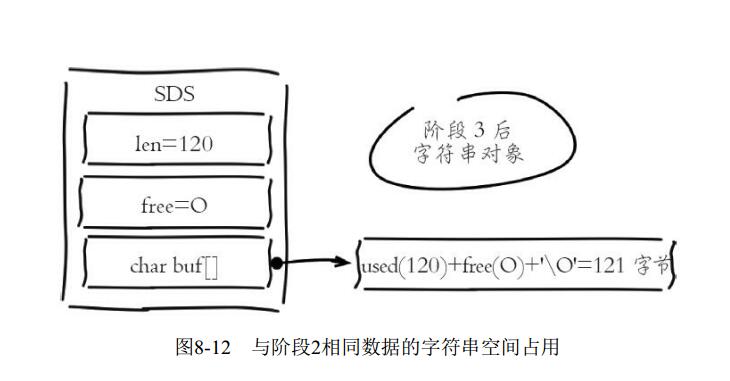 SDS
len=120
free=O
char buf[]
阶段 3 后
字符串对象
used(120)+free(O)+'\O'=121 字节
图8-12 与阶段2相同数据的字符串空间占用